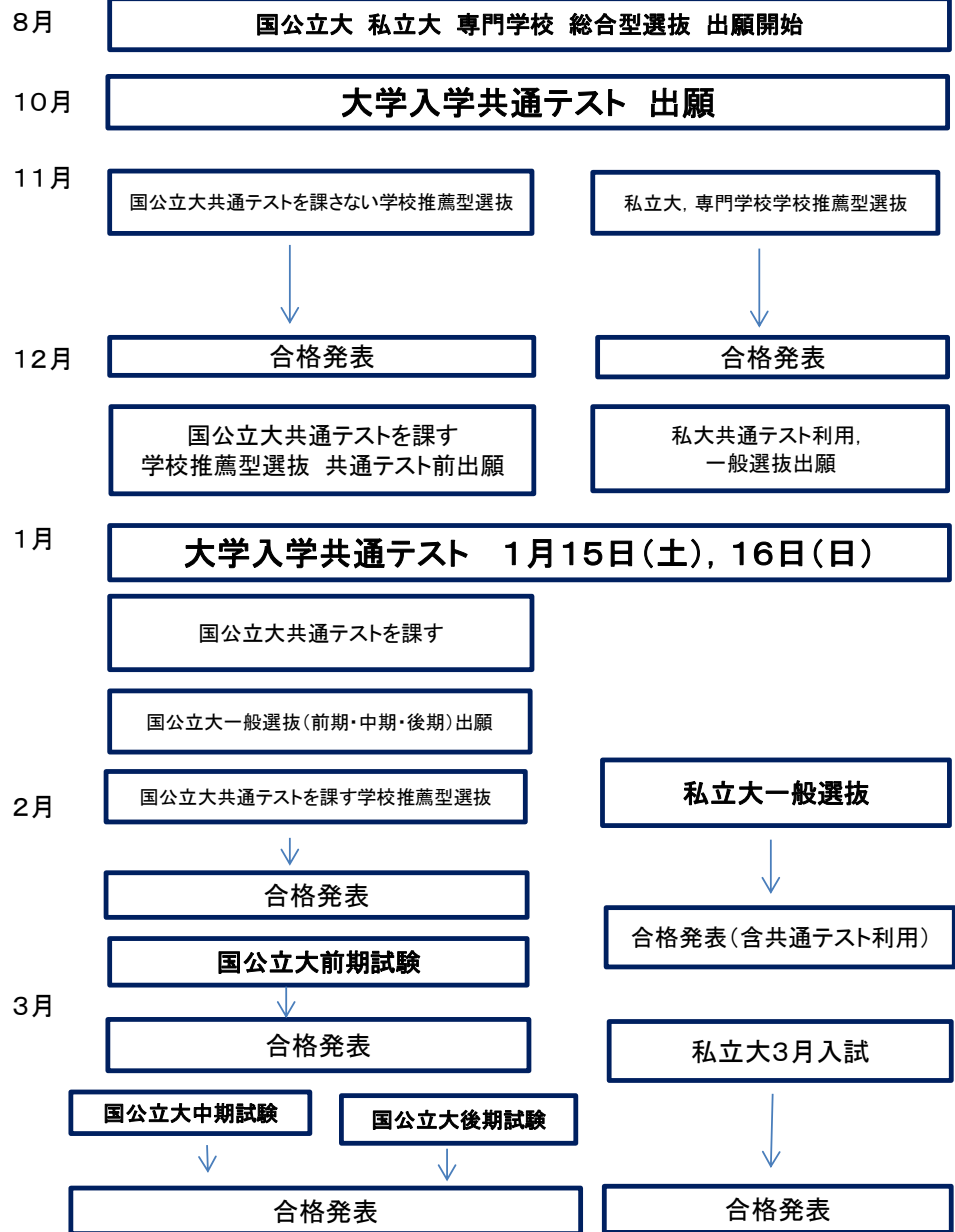 8月
国公立大 私立大 専門学校 総合型選抜 出願開始
10月
大学入学共通テスト 出願
11月
国公立大共通テストを課さない学校推薦型選抜
私立大，専門学校学校推薦型選抜
12月
合格発表
合格発表
国公立大共通テストを課す
学校推薦型選抜 共通テスト前出願
私大共通テスト利用，
一般選抜出願
1月
大学入学共通テスト 1月15日(土)，16日(日)
国公立大共通テストを課す
国公立大一般選抜(前期・中期・後期)出願
2月
国公立大共通テストを課す学校推薦型選抜
私立大一般選抜
合格発表
合格発表(含共通テスト利用)
国公立大前期試験
3月
合格発表
私立大3月入試
国公立大中期試験
国公立大後期試験
合格発表
合格発表